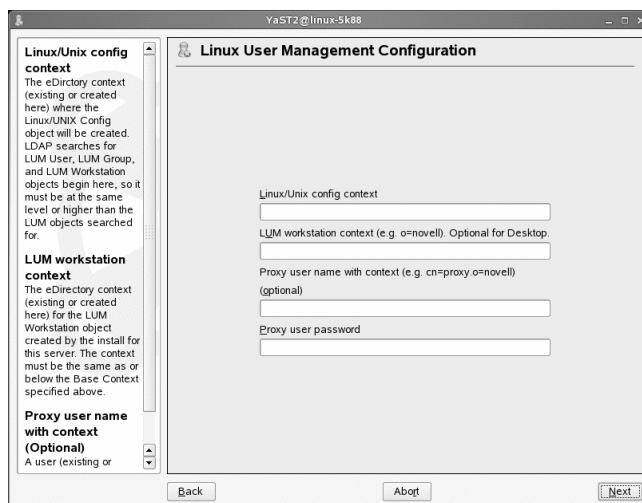 YaST2@linux-5k88
Linux/Unix config
context
The eDirctory context
(existing or created
here) where the
Linux/UNIX Config
object will be created.
LDAP searches for
LUM User, LUM Group,
and LUM Workstation
objects begin here, so it
must be at the same
level or higher than the
LUM objects searched
for.
LUM workstation
context
The eDirectory context
(existing or created
here) for the LUM
Workstation object
created by the install for
this server. The context
must be the same as or
below the Base Context
specified above.
Proxy user name
with context
(Optional)
A user (existing or
Linux User Management Configuration
Linux/Unix config context
LUM workstation context (e.g. o=novell). Optional for Desktop.
Proxy user name with context (e.g. cn=proxy.o=novell)
(optional)
Proxy user password
Back
Abort
Next